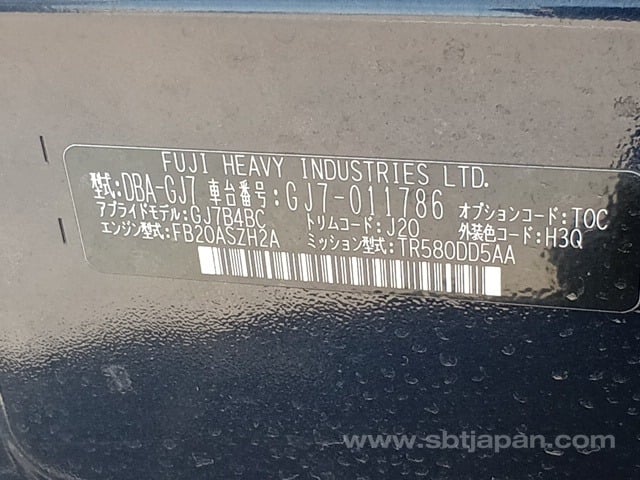 FUJI HEAVY INDUSTRIES LTD.
型式:DBA-GJ7 車台番号:GJ7-011786 オプションコード:TOC
アプライドモデル:GJ7B4BC トリムコード:J20 外装色コード:H3Q
エンジン型式:FB20ASZH2A ミッション型式:TR580DD5AA
www.sbtjapan.com